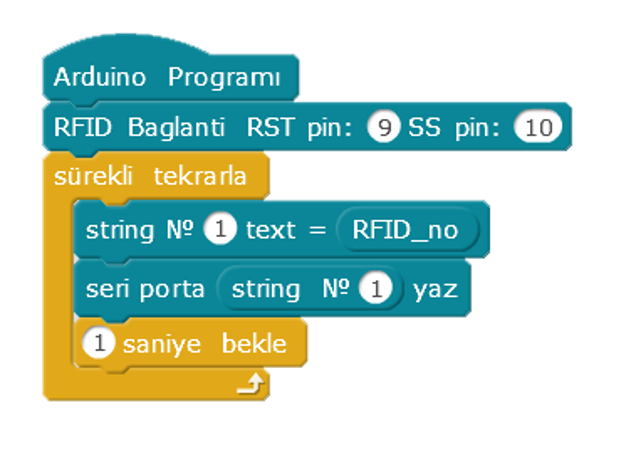 Arduino Programı
RFID Baglanti RST pin: 9 SS pin: 10
sürekli tekrarla
string Nº 1 text = RFID_no
seri porta string Nº 1 yaz
1 saniye bekle